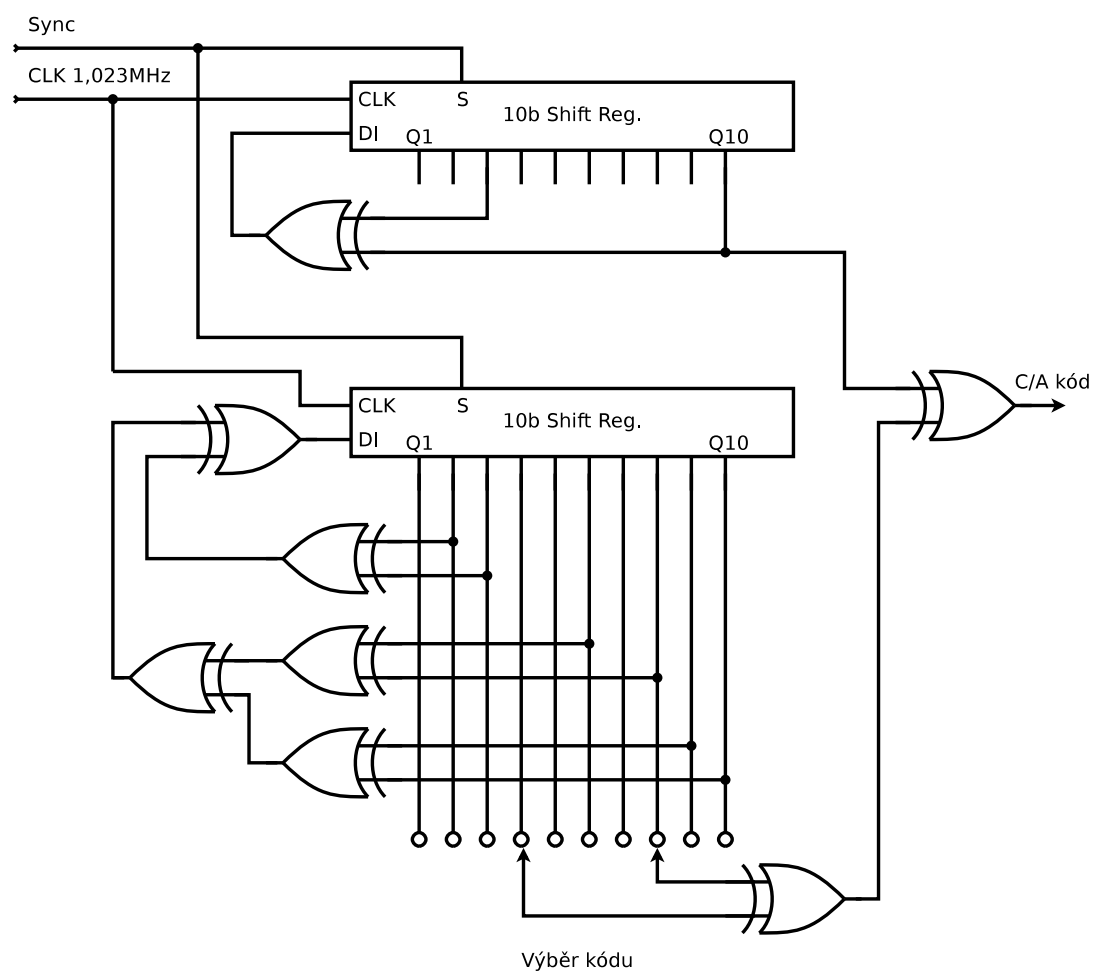 Sync
CLK 1,023MHz
CLK
S
10b Shift Reg.
DI
Q1
Q10
C/A kód
CLK
S
10b Shift Reg.
DI
Q1
Q10
Výběr kódu